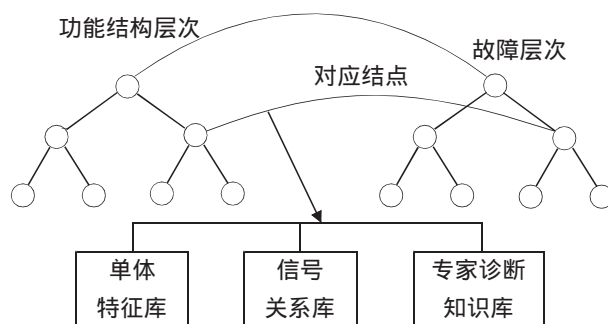 功能结构层次
故障层次
对应结点
单体
特征库
信号
关系库
专家诊断
知识库